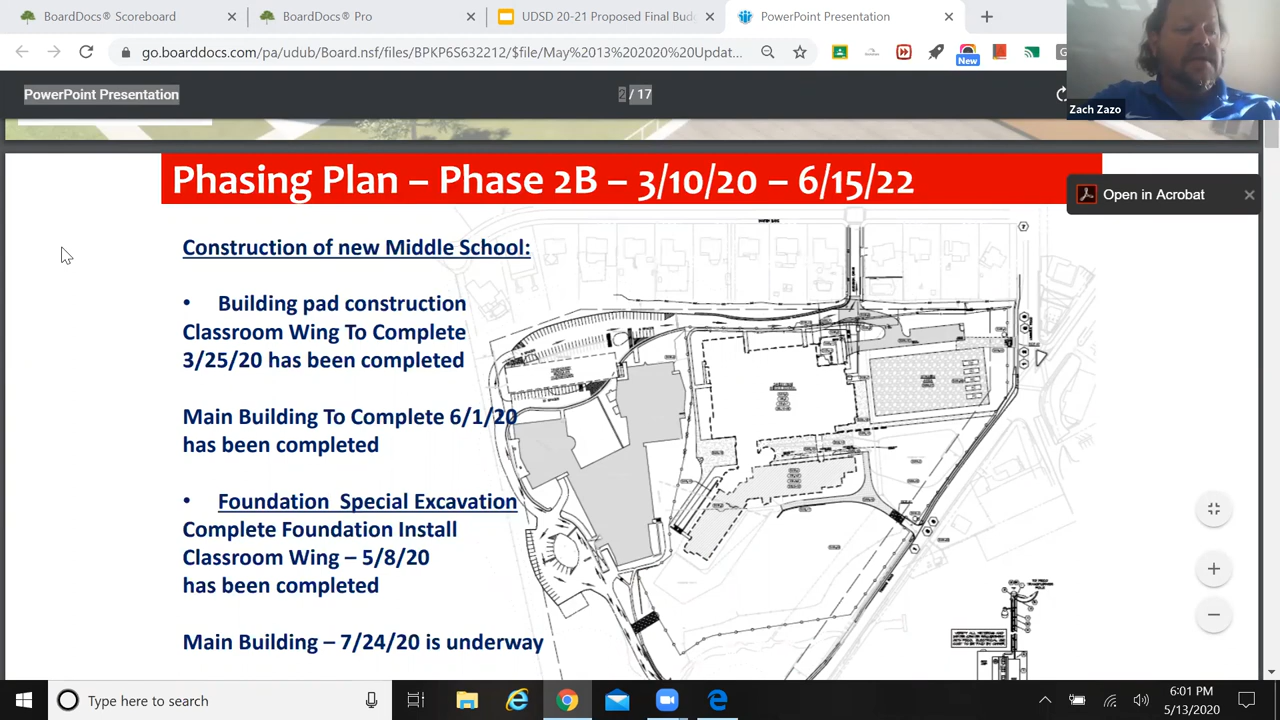 BoardDocs® Scoreboard
BoardDocs® Pro
UDSD 20-21 Proposed Final Bud
PowerPoint Presentation
go.boarddocs.com/pa/udub/Board.nsf/files/BPKP6S632212/$file/May%2013%202020%20Updat...
New
G
PowerPoint Presentation
2 / 17
Zach Zazo
Open in Acrobat
Phasing Plan – Phase 2B – 3/10/20 – 6/15/22
Construction of new Middle School:
• Building pad construction
Classroom Wing To Complete
3/25/20 has been completed
Main Building To Complete 6/1/20
has been completed
• Foundation Special Excavation
Complete Foundation Install
Classroom Wing – 5/8/20
has been completed
Main Building – 7/24/20 is underway
Type here to search
6:01 PM
5/13/2020